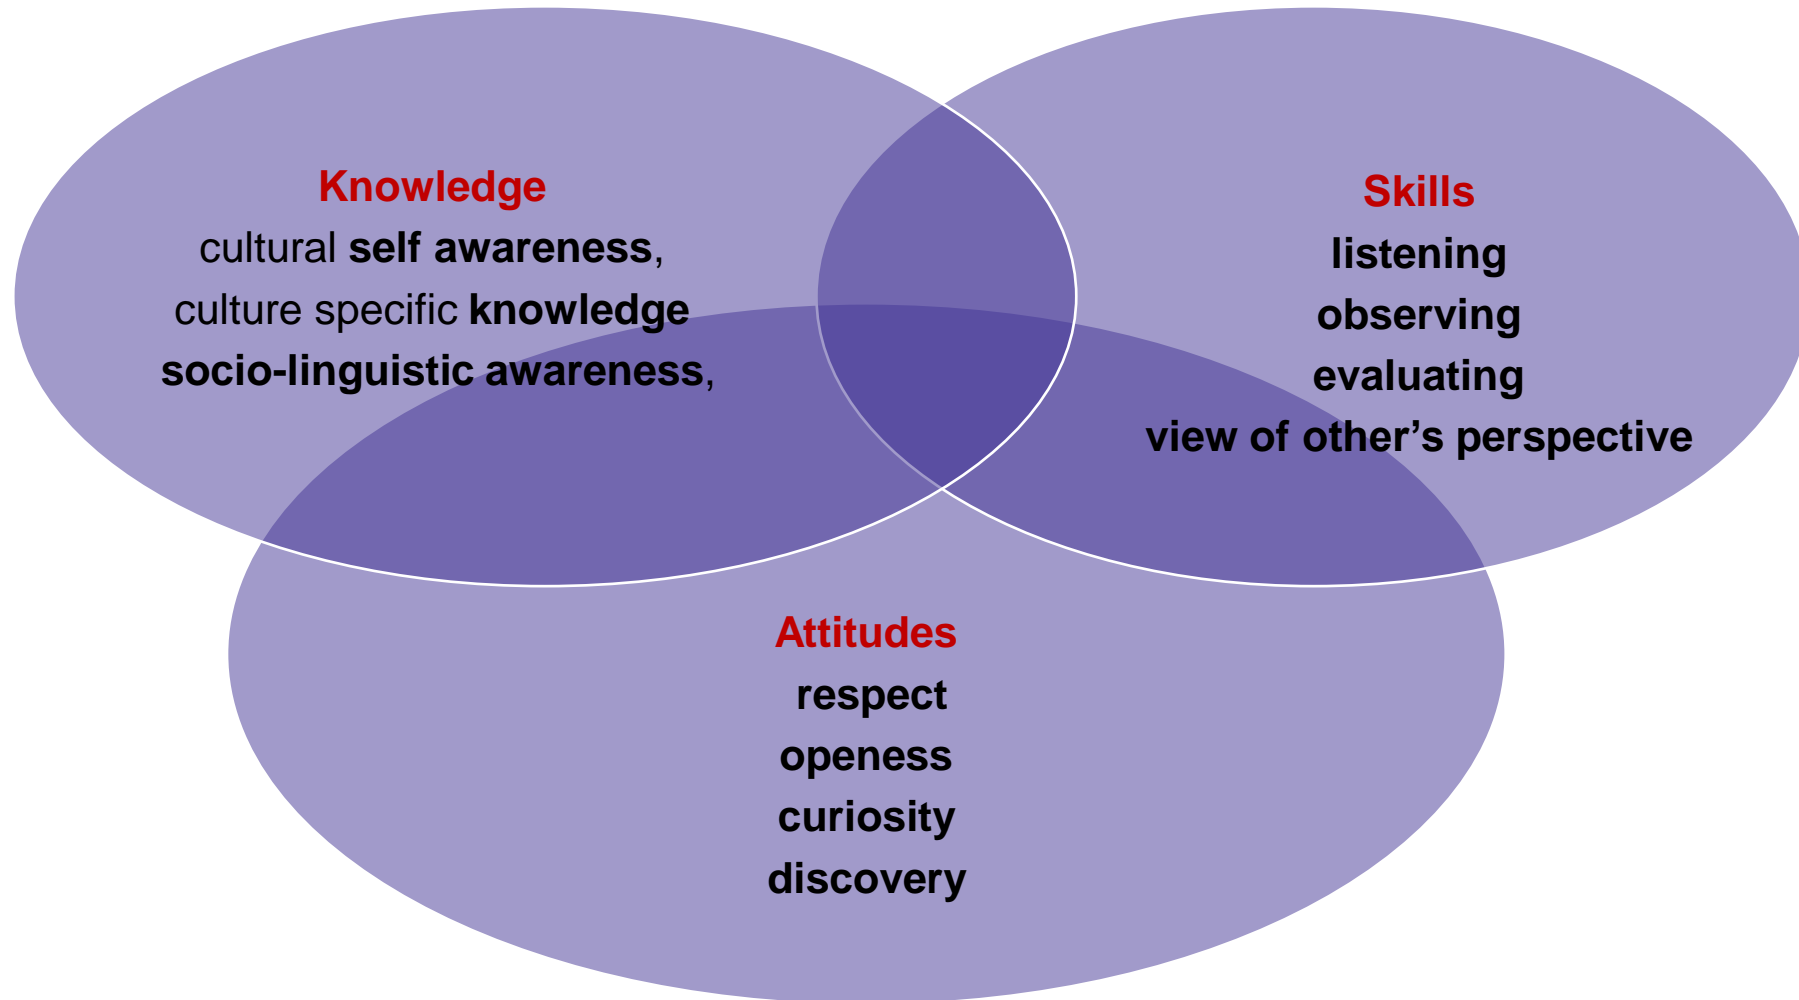 Knowledge
cultural self awareness,
culture specific knowledge
socio-linguistic awareness,
Skills
listening
observing
evaluating
view of other’s perspective
Attitudes
respect
openess
curiosity
discovery